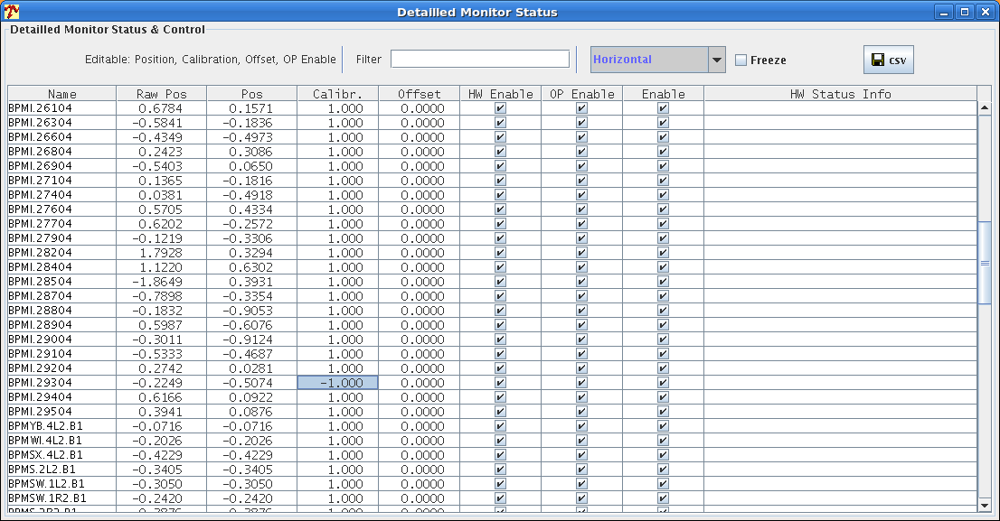 Detailled Monitor Status
Detailled Monitor Status & Control
Editable: Position, Calibration, Offset, OP Enable Filter Horizontal Freeze csv
Name Raw Pos Pos Calibr. Offset HW Enable OP Enable Enable HW Status Info
BPMI.26104 0.6784 0.1571 1.000 0.0000
BPMI.26304 -0.5841 -0.1836 1.000 0.0000
BPMI.26604 -0.4349 -0.4973 1.000 0.0000
BPMI.26804 0.2423 0.3086 1.000 0.0000
BPMI.26904 -0.5403 0.0650 1.000 0.0000
BPMI.27104 0.1365 -0.1816 1.000 0.0000
BPMI.27404 0.0381 -0.4918 1.000 0.0000
BPMI.27604 0.5705 0.4334 1.000 0.0000
BPMI.27704 0.6202 -0.2572 1.000 0.0000
BPMI.27904 -0.1219 -0.3306 1.000 0.0000
BPMI.28204 1.7928 0.3294 1.000 0.0000
BPMI.28404 1.1220 0.6302 1.000 0.0000
BPMI.28504 -1.8649 0.3931 1.000 0.0000
BPMI.28704 -0.7898 -0.3354 1.000 0.0000
BPMI.28804 -0.1832 -0.9053 1.000 0.0000
BPMI.28904 0.5987 -0.6076 1.000 0.0000
BPMI.29004 -0.3011 -0.9124 1.000 0.0000
BPMI.29104 -0.5333 -0.4687 1.000 0.0000
BPMI.29204 0.2742 0.0281 1.000 0.0000
BPMI.29304 -0.2249 -0.5074 -1.000 0.0000
BPMI.29404 0.6166 0.0922 1.000 0.0000
BPMI.29504 0.3941 0.0876 1.000 0.0000
BPMYB.4L2.B1 -0.0716 -0.0716 1.000 0.0000
BPMWI.4L2.B1 -0.2026 -0.2026 1.000 0.0000
BPMSX.4L2.B1 -0.4229 -0.4229 1.000 0.0000
BPMS.2L2.B1 -0.3405 -0.3405 1.000 0.0000
BPMSW.1L2.B1 -0.3050 -0.3050 1.000 0.0000
BPMSW.1R2.B1 -0.2420 -0.2420 1.000 0.0000